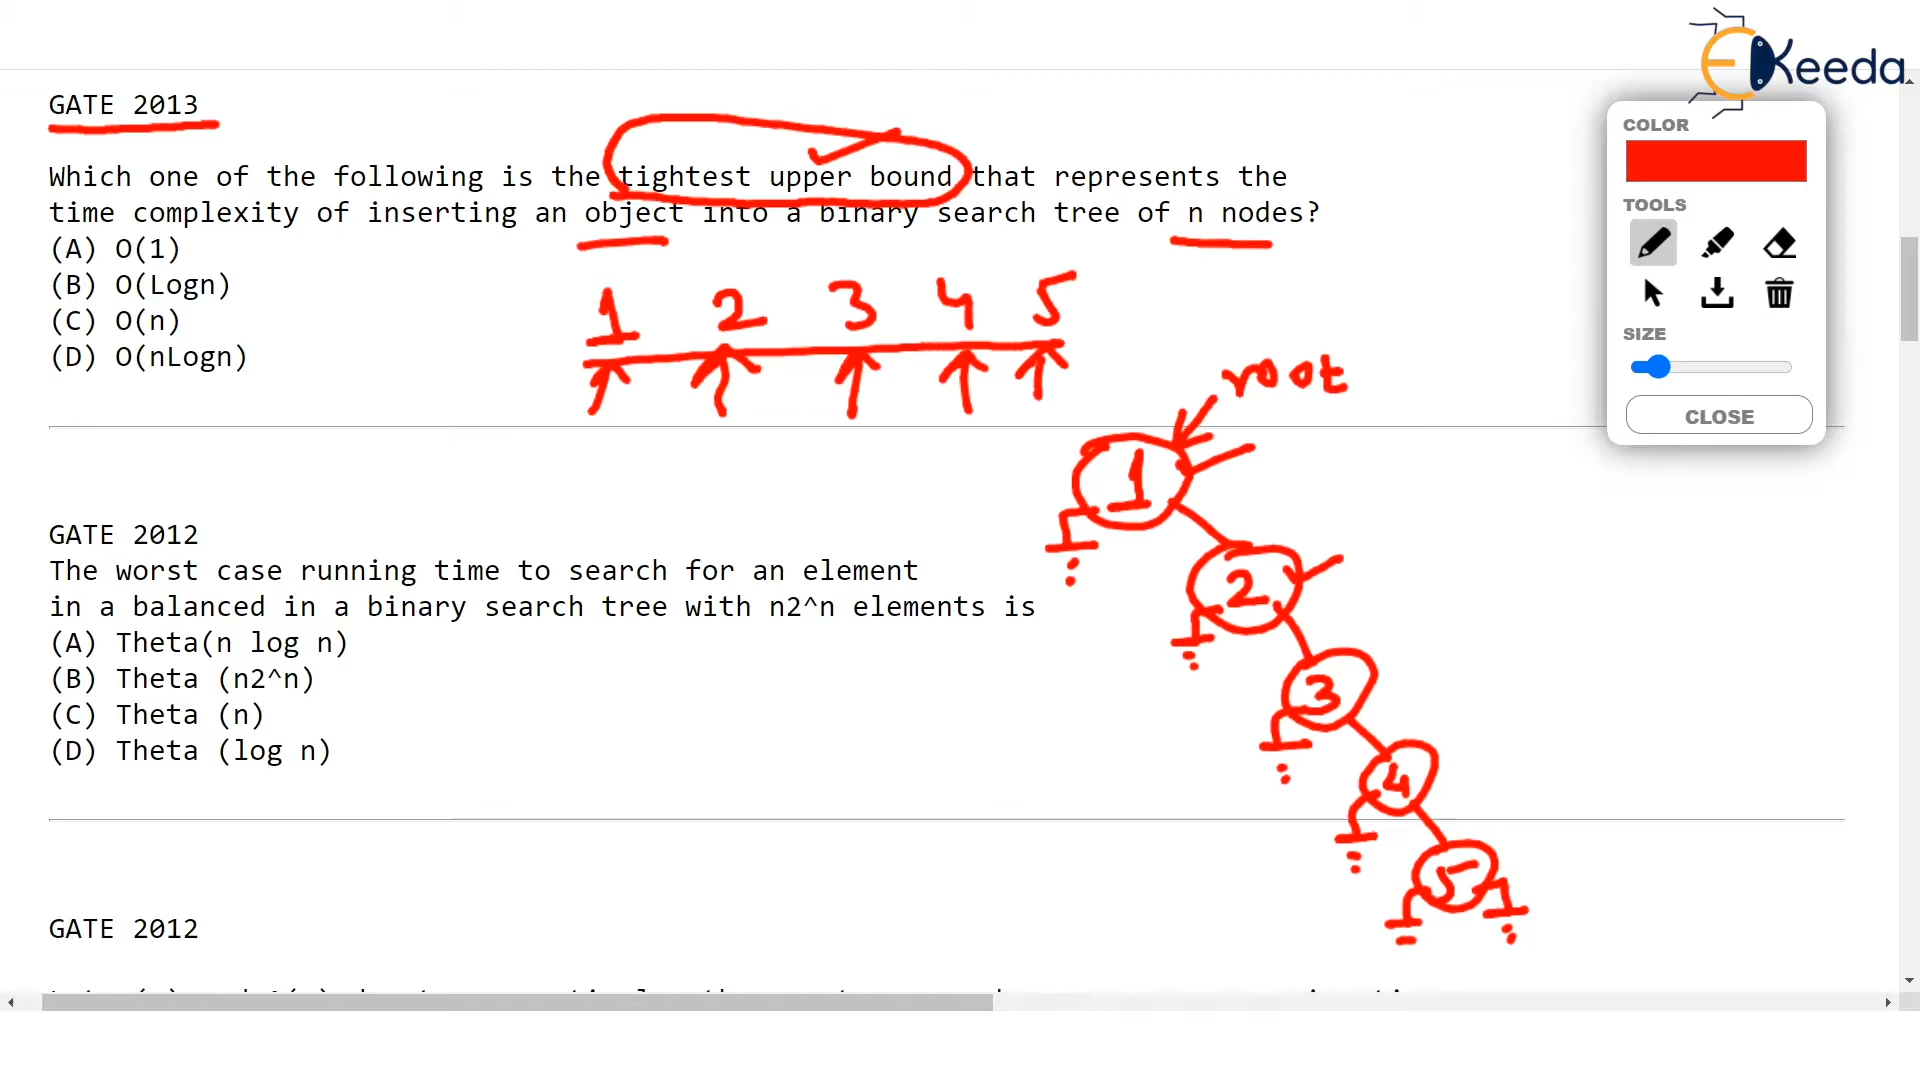 EKeeda
GATE 2013
Which one of the following is the tightest upper bound that represents the
time complexity of inserting an object into a binary search tree of n nodes?
(A) O(1)
(B) O(Logn)
(C) O(n)
(D) O(nLogn)
1 2 3 4 5
root
1
2
3
4
5
COLOR
TOOLS
SIZE
CLOSE
GATE 2012
The worst case running time to search for an element
in a balanced in a binary search tree with n2^n elements is
(A) Theta(n log n)
(B) Theta (n2^n)
(C) Theta (n)
(D) Theta (log n)
GATE 2012